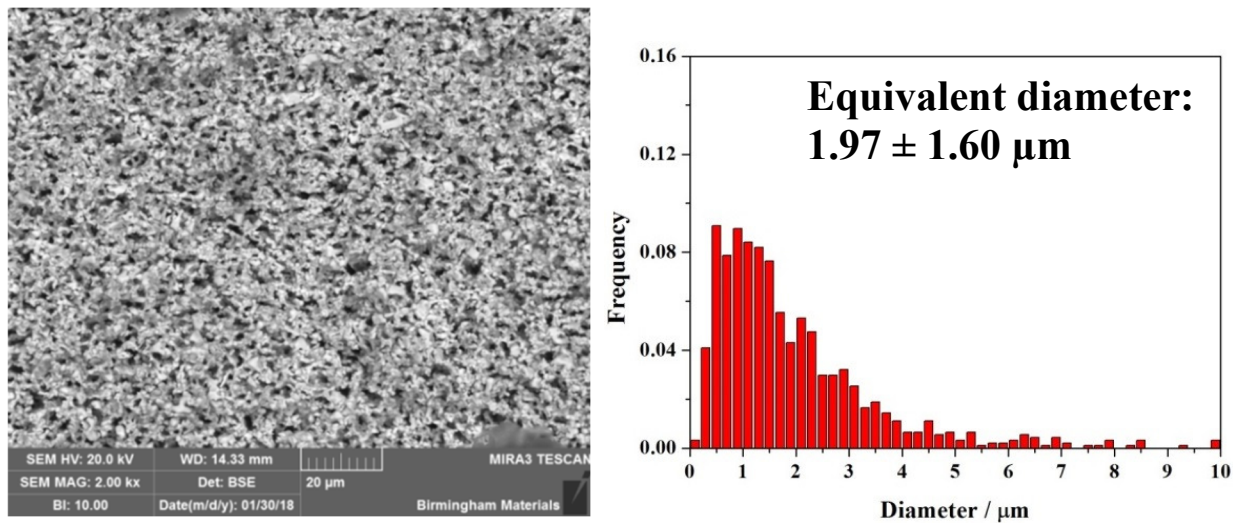 SEM HV: 20.0 kV
WD: 14.33 mm
MIRA3 TESCAN
SEM MAG: 2.00 kx
Det: BSE
20 µm
BI: 10.00
Date(m/d/y): 01/30/18
Birmingham Materials
Equivalent diameter:
1.97 ± 1.60 µm
0.16
0.12
0.08
0.04
0.00
Frequency
0 1 2 3 4 5 6 7 8 9 10
Diameter / µm